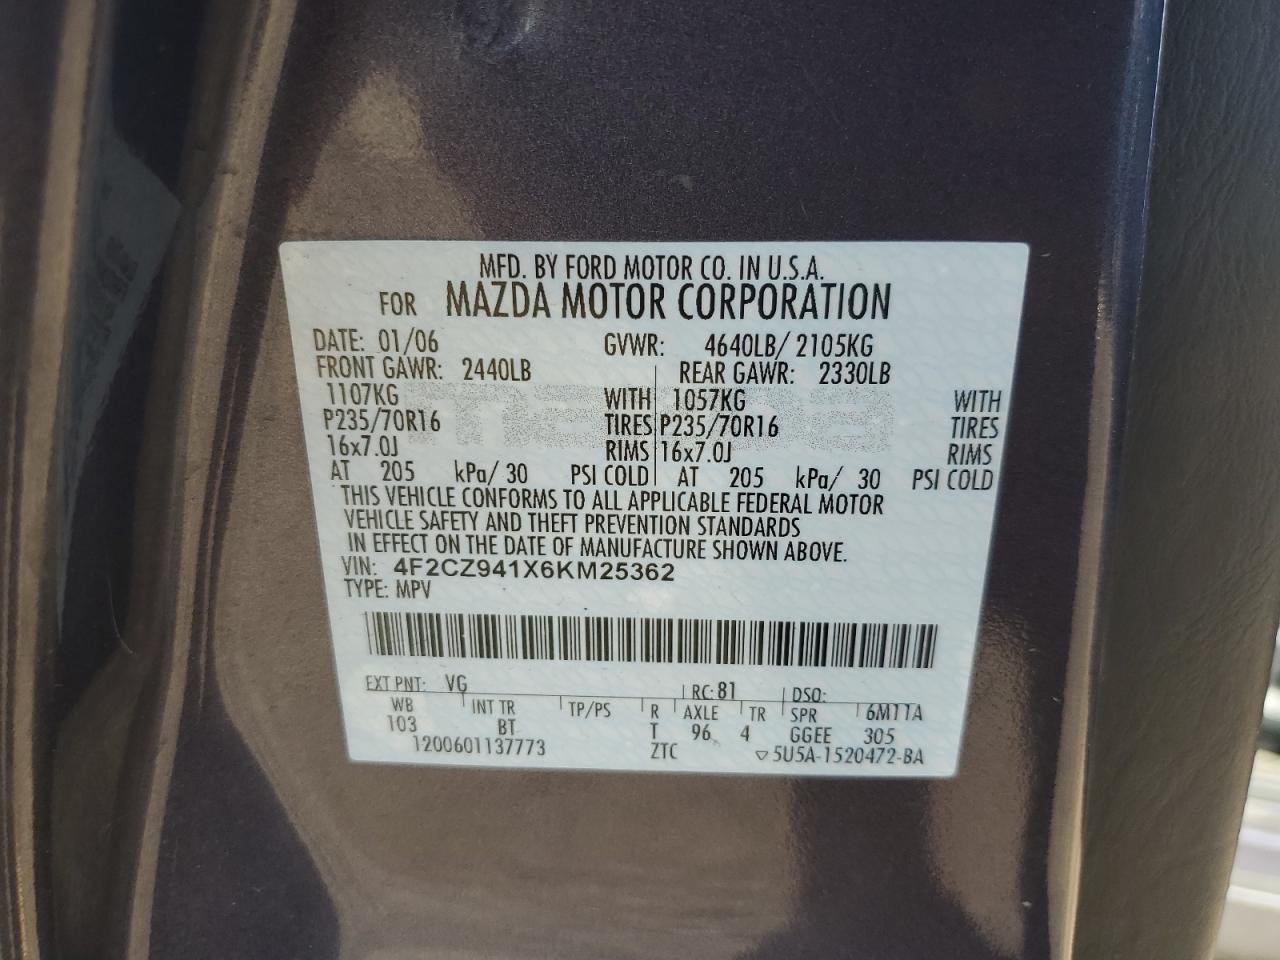 MFD. BY FORD MOTOR CO. IN U.S.A.
FOR MAZDA MOTOR CORPORATION
DATE: 01/06 GVWR: 4640LB/ 2105KG
FRONT GAWR: 2440LB REAR GAWR: 2330LB
1107KG WITH 1057KG WITH
P235/70R16 TIRES P235/70R16 TIRES
16x7.0J RIMS 16x7.0J RIMS
AT 205 kPa/ 30 PSI COLD AT 205 kPa/ 30 PSI COLD
THIS VEHICLE CONFORMS TO ALL APPLICABLE FEDERAL MOTOR
VEHICLE SAFETY AND THEFT PREVENTION STANDARDS
IN EFFECT ON THE DATE OF MANUFACTURE SHOWN ABOVE.
VIN: 4F2CZ941X6KM25362
TYPE: MPV
EXT PNT: VG RC: 81 DSO:
WB INT TR TP/PS R AXLE TR SPR 6M11A
103 BT T 96 4 GGEE 305
1200601137773 ZTC ▽5U5A-1520472-BA